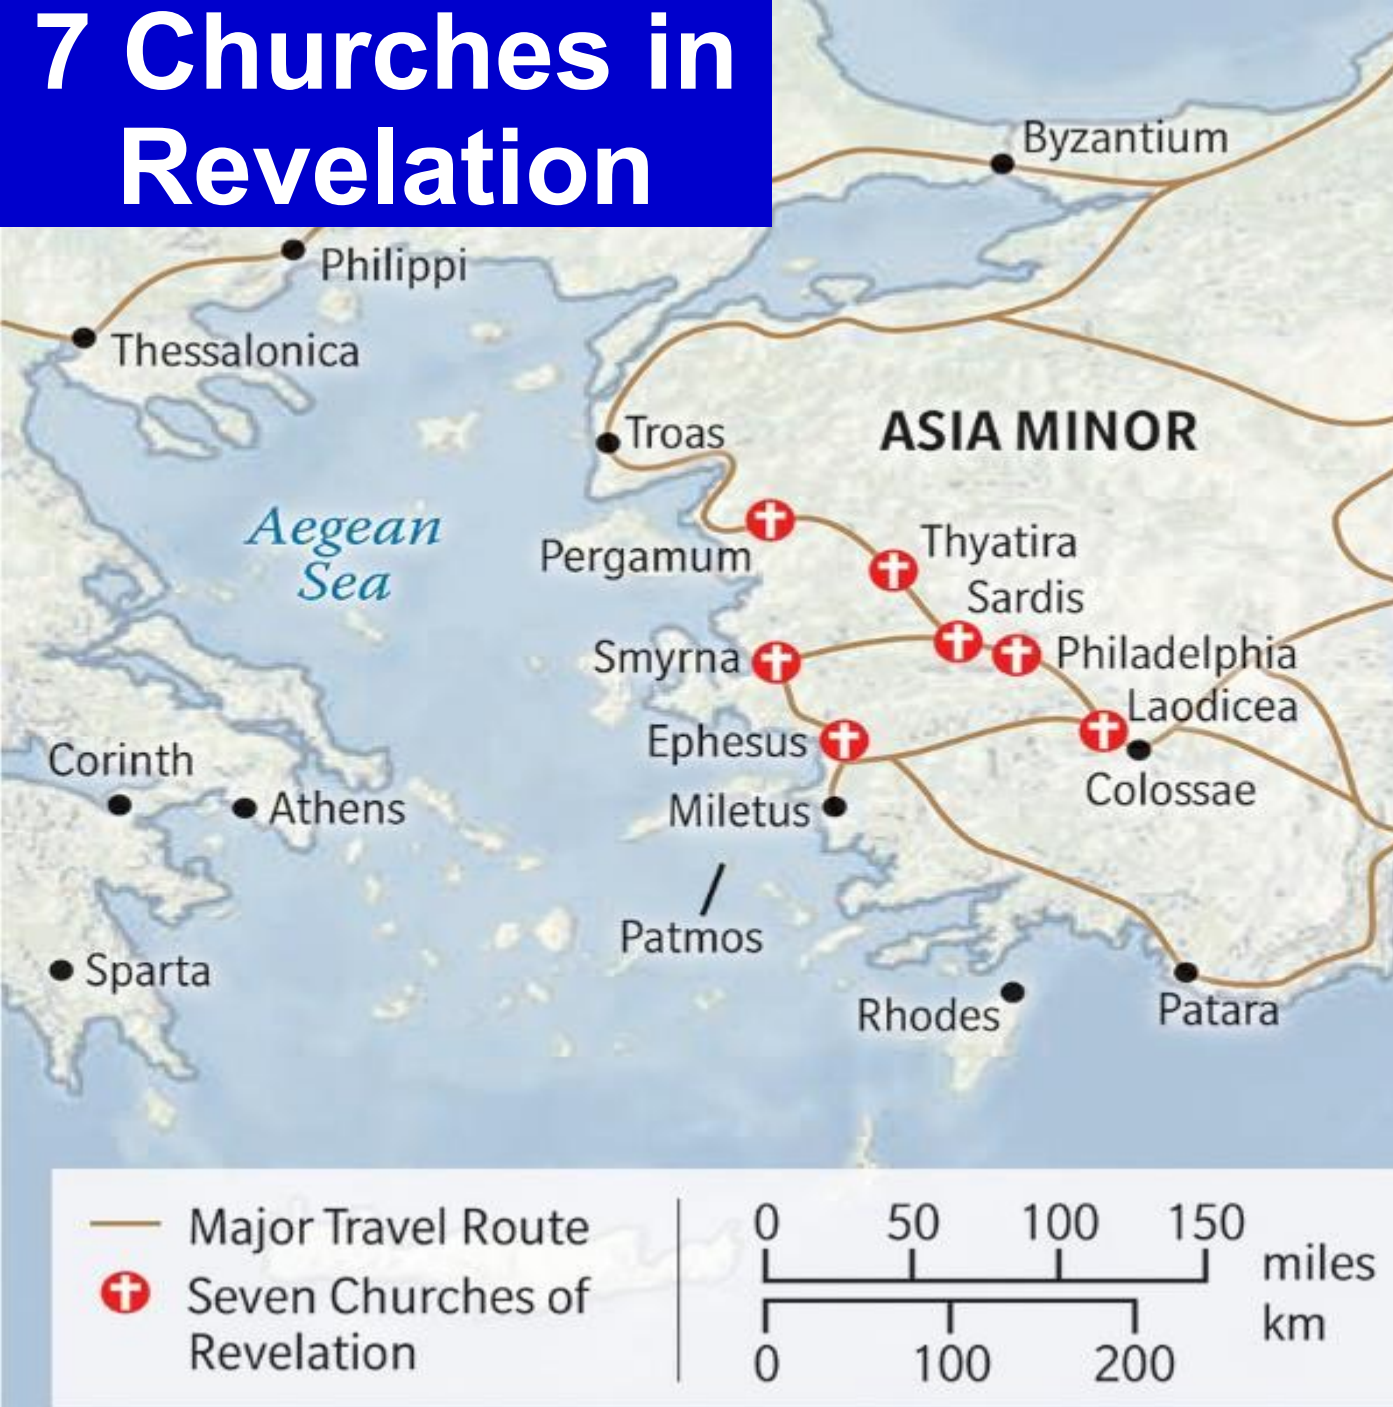 7 Churches in
Revelation
Byzantium
Philippi
Thessalonica
Troas
ASIA MINOR
Aegean
Sea
Pergamum
Thyatira
Sardis
Smyrna
Philadelphia
Laodicea
Ephesus
Corinth
Colossae
Athens
Miletus
Patmos
Sparta
Rhodes
Patara
Major Travel Route
Seven Churches of
Revelation
0 50 100 150
miles
km
0 100 200